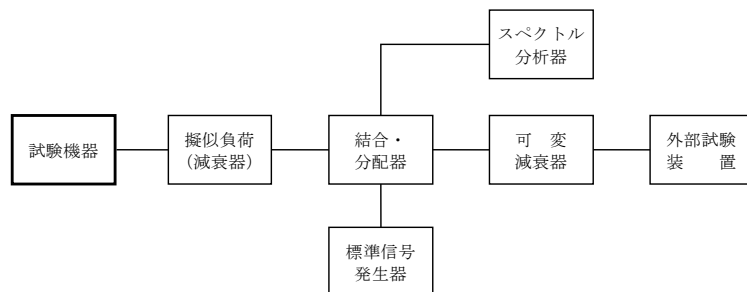 スペクトル
分析器
試験機器
擬似負荷
(減衰器)
結合・
分配器
可　変
減衰器
外部試験
装　置
標準信号
発生器